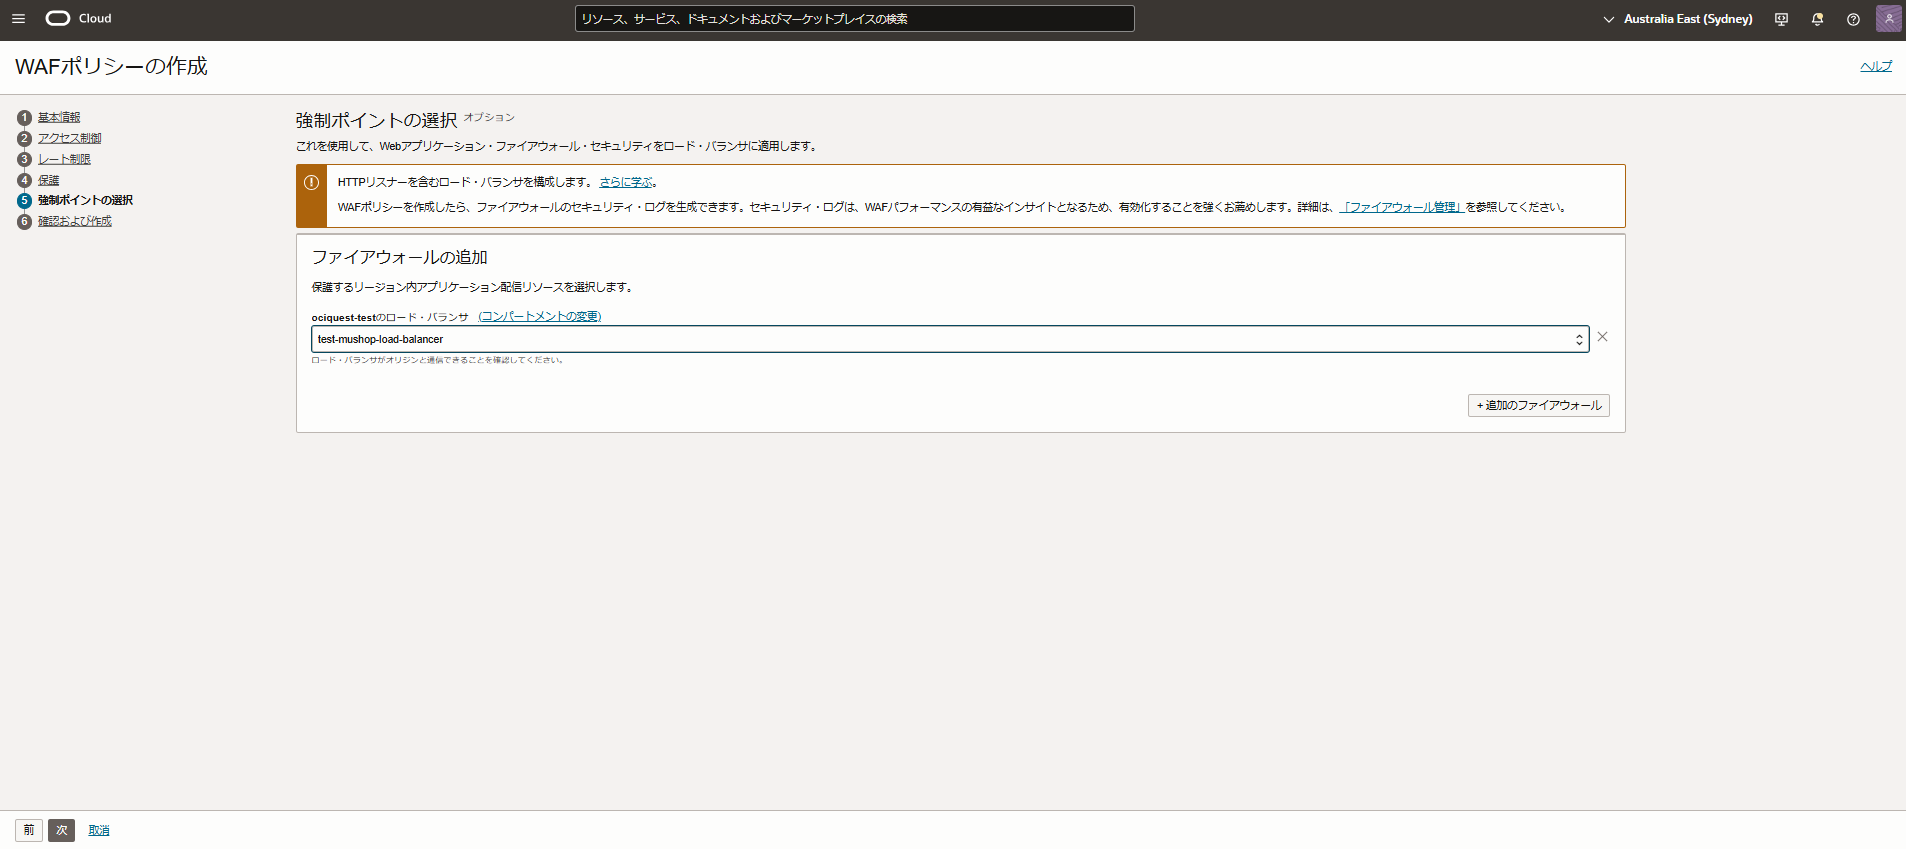 Cloud
リソース、サービス、ドキュメントおよびマーケットプレイスの検索
Australia East (Sydney)
WAFポリシーの作成
ヘルプ
1 基本情報
2 アクセス制御
3 レート制限
4 保護
5 強制ポイントの選択
6 確認および作成
強制ポイントの選択 オプション
これを使用して、Webアプリケーション・ファイアウォール・セキュリティをロード・バランサに適用します。
HTTPリスナーを含むロード・バランサを構成します。 さらに学ぶ。
WAFポリシーを作成したら、ファイアウォールのセキュリティ・ログを生成できます。セキュリティ・ログは、WAFパフォーマンスの有益なインサイトとなるため、有効化することを強くお薦めします。詳細は、「ファイアウォール管理」を参照してください。
ファイアウォールの追加
保護するリージョン内アプリケーション配信リソースを選択します。
ociquest-testのロード・バランサ (コンパートメントの変更)
test-mushop-load-balancer
ロード・バランサがオリジンと通信できることを確認してください。
+ 追加のファイアウォール
前 次 取消